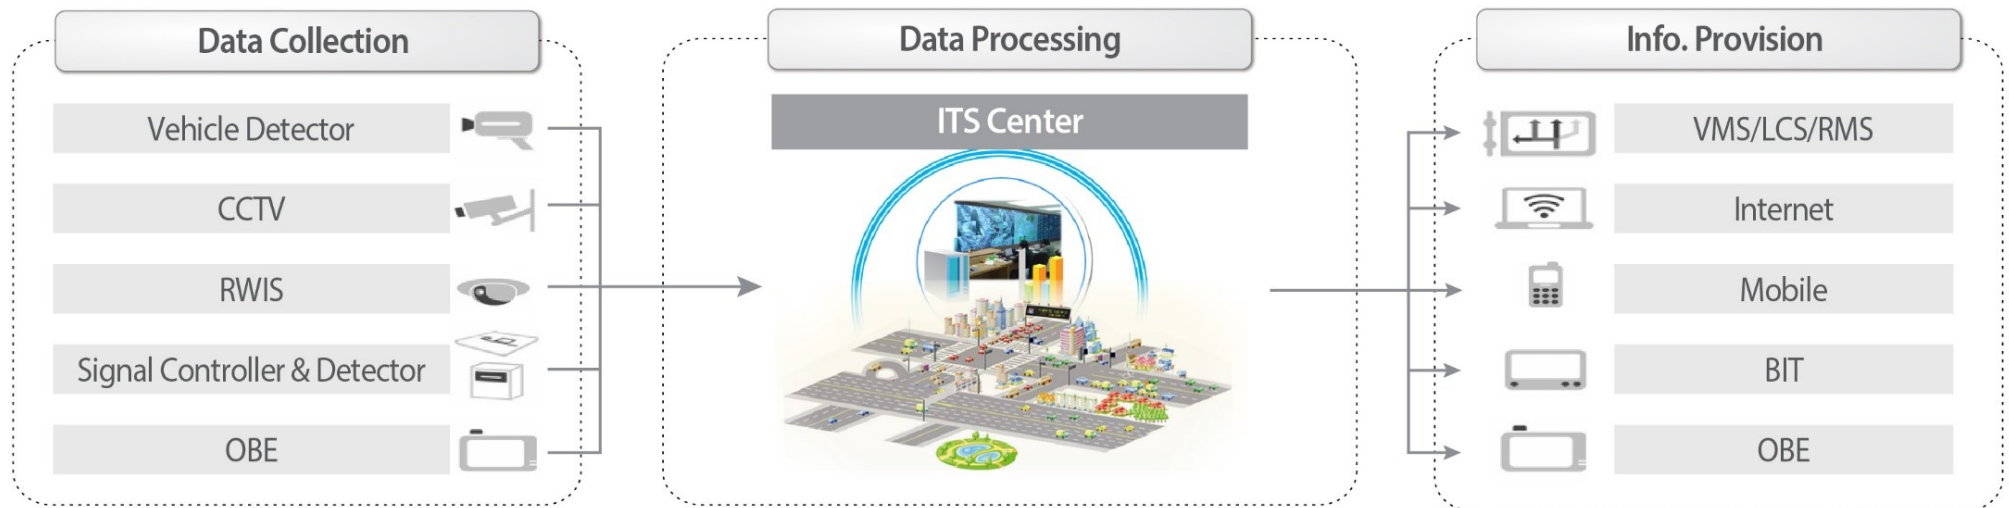 Data Collection
Vehicle Detector
CCTV
RWIS
Signal Controller & Detector
OBE
Data Processing
ITS Center
Info. Provision
VMS/LCS/RMS
Internet
Mobile
BIT
OBE